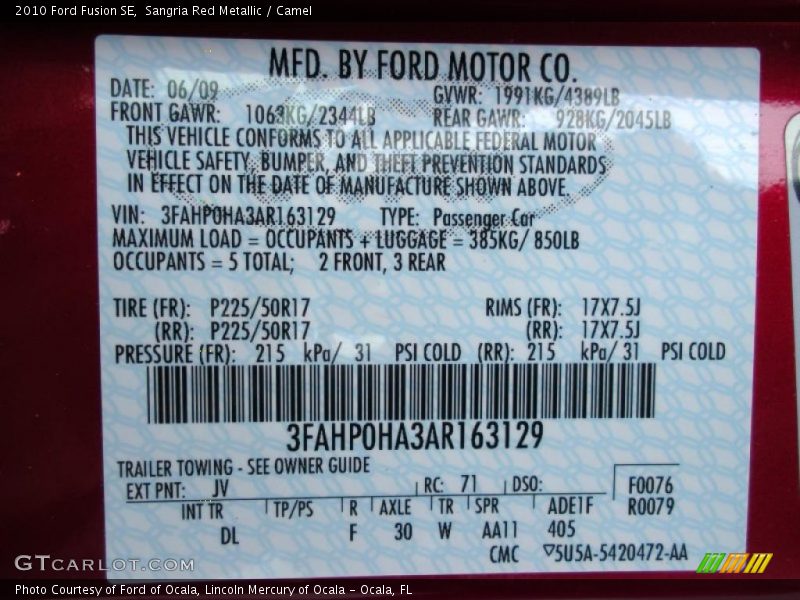 2010 Ford Fusion SE, Sangria Red Metallic / Camel
MFD. BY FORD MOTOR CO.
DATE: 06/09 GVWR: 1991KG/4389LB
FRONT GAWR: 1063KG/2344LB REAR GAWR: 928KG/2045LB
THIS VEHICLE CONFORMS TO ALL APPLICABLE FEDERAL MOTOR
VEHICLE SAFETY, BUMPER, AND THEFT PREVENTION STANDARDS
IN EFFECT ON THE DATE OF MANUFACTURE SHOWN ABOVE.
VIN: 3FAHP0HA3AR163129 TYPE: Passenger Car
MAXIMUM LOAD = OCCUPANTS + LUGGAGE = 385KG/ 850LB
OCCUPANTS = 5 TOTAL; 2 FRONT, 3 REAR
TIRE (FR): P225/50R17 RIMS (FR): 17X7.5J
(RR): P225/50R17 (RR): 17X7.5J
PRESSURE (FR): 215 kPa/ 31 PSI COLD (RR): 215 kPa/ 31 PSI COLD
3FAHP0HA3AR163129
TRAILER TOWING - SEE OWNER GUIDE
EXT PNT: JV RC: 71 DSO: F0076
INT TR TP/PS R AXLE TR SPR ADE1F R0079
DL F 30 W AA11 405
CMC ▽5U5A-5420472-AA
GTCARLOT.COM
Photo Courtesy of Ford of Ocala, Lincoln Mercury of Ocala - Ocala, FL